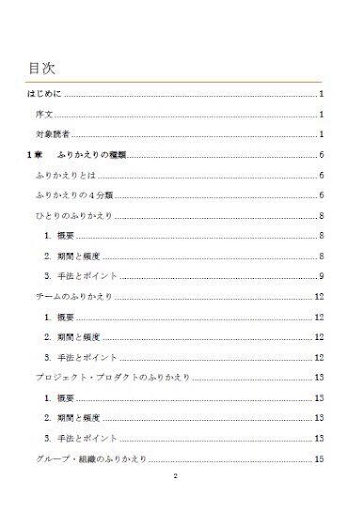 目次
はじめに 1
序文 1
対象読者 1
1章 ふりかえりの種類 6
ふりかえりとは 6
ふりかえりの4分類 6
ひとりのふりかえり 8
1. 概要 8
2. 期間と頻度 8
3. 手法とポイント 9
チームのふりかえり 12
1. 概要 12
2. 期間と頻度 12
3. 手法とポイント 12
プロジェクト・プロダクトのふりかえり 13
1. 概要 13
2. 期間と頻度 13
3. 手法とポイント 13
グループ・組織のふりかえり 15
2